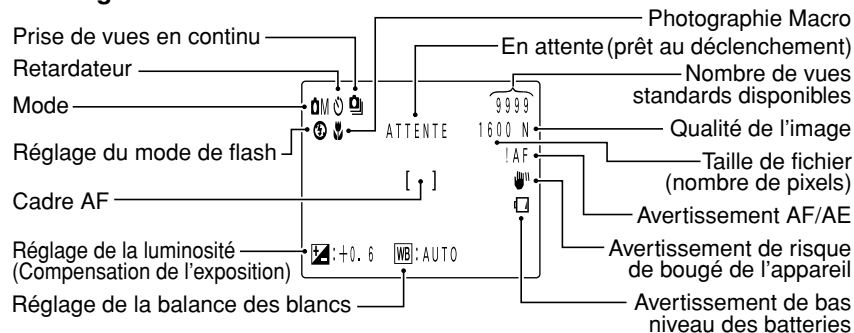 Prise de vues en continu
Retardateur
Mode
Réglage du mode de flash
Cadre AF
Réglage de la luminosité
(Compensation de l'exposition)
Réglage de la balance des blancs
M
ATTENTE
9999
1600 N
!AF
[ ]
:+0. 6
WB:AUTO
Photographie Macro
En attente (prêt au déclenchement)
Nombre de vues
standards disponibles
Qualité de l'image
Taille de fichier
(nombre de pixels)
Avertissement AF/AE
Avertissement de risque
de bougé de l'appareil
Avertissement de bas
niveau des batteries